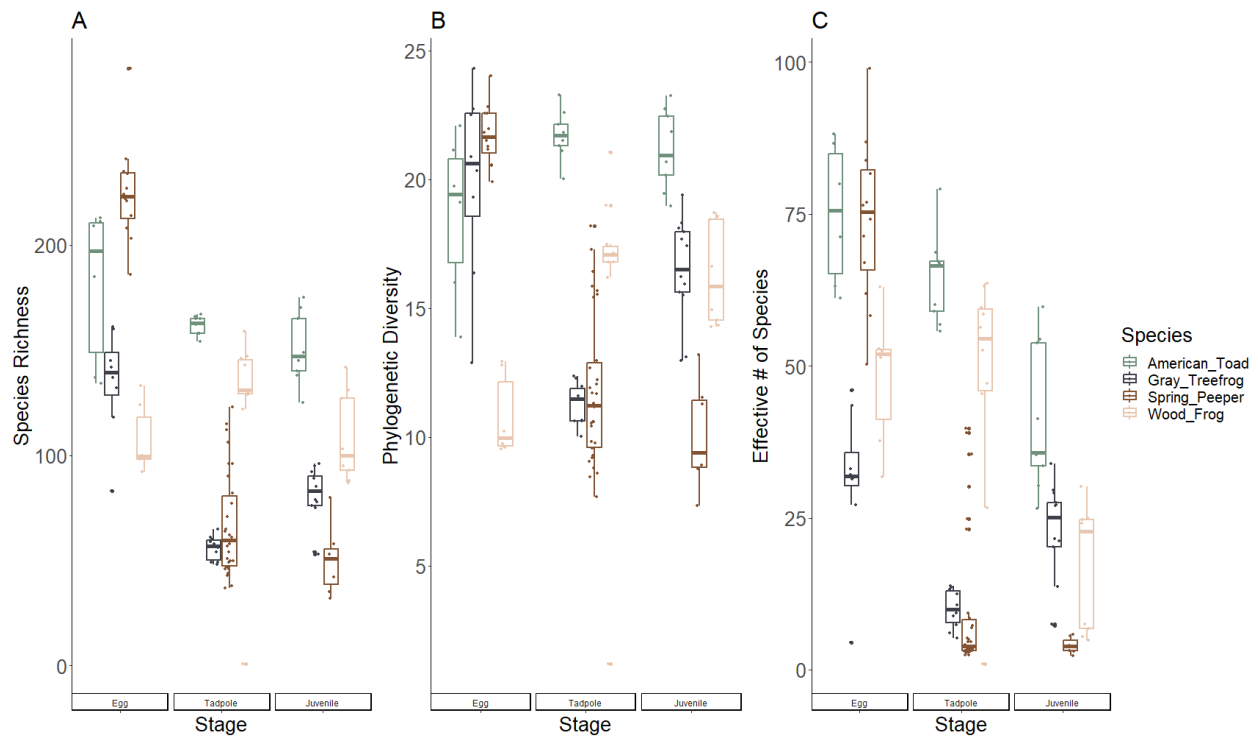 A
B
C
Species Richness
200
100
0
Egg
Tadpole
Juvenile
Stage
Phylogenetic Diversity
25
20
15
10
5
Egg
Tadpole
Juvenile
Stage
Effective # of Species
100
75
50
25
0
Egg
Tadpole
Juvenile
Stage
Species
American_Toad
Gray_Treefrog
Spring_Peeper
Wood_Frog